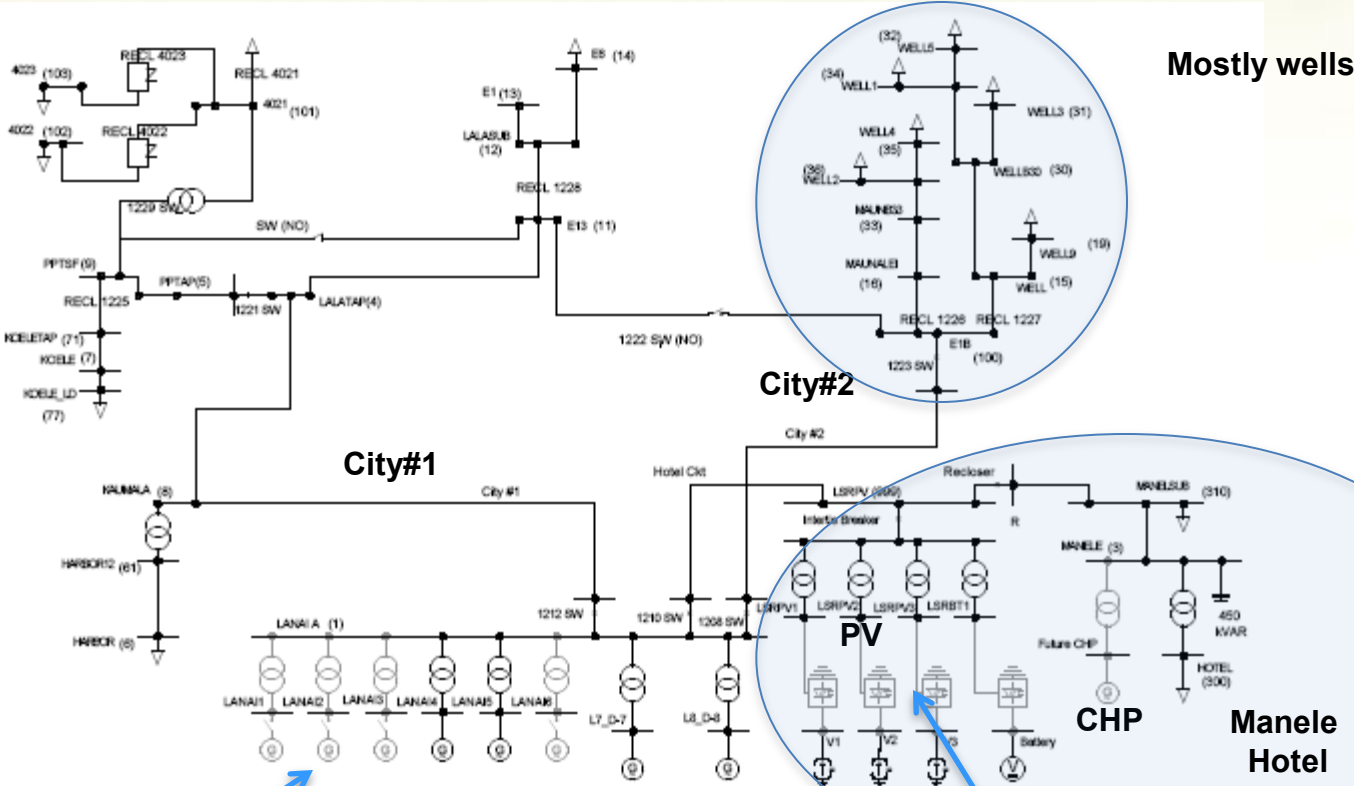 Mostly wells
(32)
WELL5
(34)
WELL1
WELL3 (31)
WELL4
(35)
(36)
WELL2
WELLB30 (30)
MAUNB33
(33)
WELL9
(19)
MAUNALEI
(16)
WELL (15)
RECL 1226
RECL 1227
E1B
(100)
1223 SW
RECL 4023
4023 (103)
RECL 4021
4021
(101)
4022 (102)
RECL 4022
1229 SW
E8 (14)
E1 (13)
LALASUB
(12)
RECL 1228
SW (NO)
E13 (11)
PPTSF (9)
PPTAP(5)
RECL 1225
1221 SW
LALATAP(4)
1222 SW (NO)
KOELETAP (71)
KOELE (7)
KOELE_LD
(77)
City#2
City #2
City#1
City #1
Hotel Ckt
Recloser
R
KAUMALA (8)
LSRPV (999)
MANELSUB
(310)
Intertie Breaker
MANELE (3)
HARBOR12 (61)
HARBOR (6)
1212 SW
1210 SW
1208 SW
LSRPV1
LSRPV2
LSRPV3
LSRBT1
PV
LANAI A (1)
450
kVAR
Future CHP
HOTEL
(300)
LANAI1
LANAI2
LANAI3
LANAI4
LANAI5
LANAI6
L7_D-7
L8_D-8
G
G
G
G
G
G
G
G
G
V1
V2
V3
Battery
V
CHP
Manele
Hotel